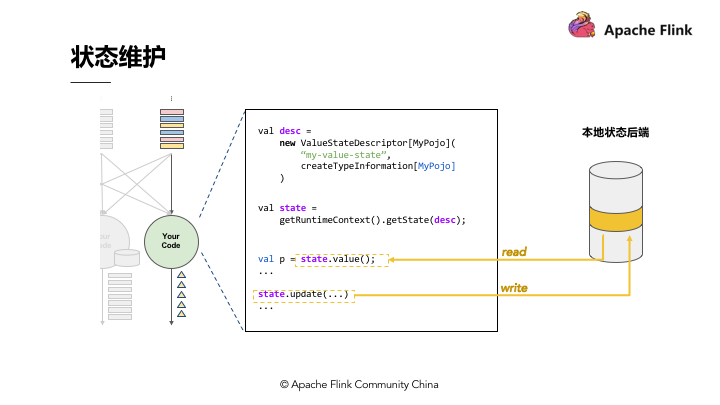 Apache Flink
状态维护
本地状态后端
val desc =
new ValueStateDescriptor[MyPojo](
“my-value-state”,
createTypeInformation[MyPojo]
)
val state =
getRuntimeContext().getState(desc);
Your
Code
Your
Code
val p = state.value();
...
state.update(...)
...
read
write
© Apache Flink Community China